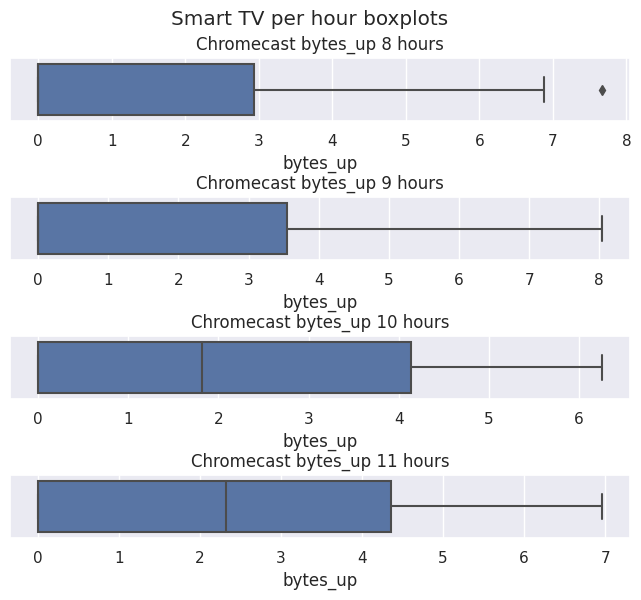 Smart TV per hour boxplots
Chromecast bytes_up 8 hours
0 1 2 3 4 5 6 7 8
bytes_up
Chromecast bytes_up 9 hours
0 1 2 3 4 5 6 7 8
bytes_up
Chromecast bytes_up 10 hours
0 1 2 3 4 5 6
bytes_up
Chromecast bytes_up 11 hours
0 1 2 3 4 5 6 7
bytes_up